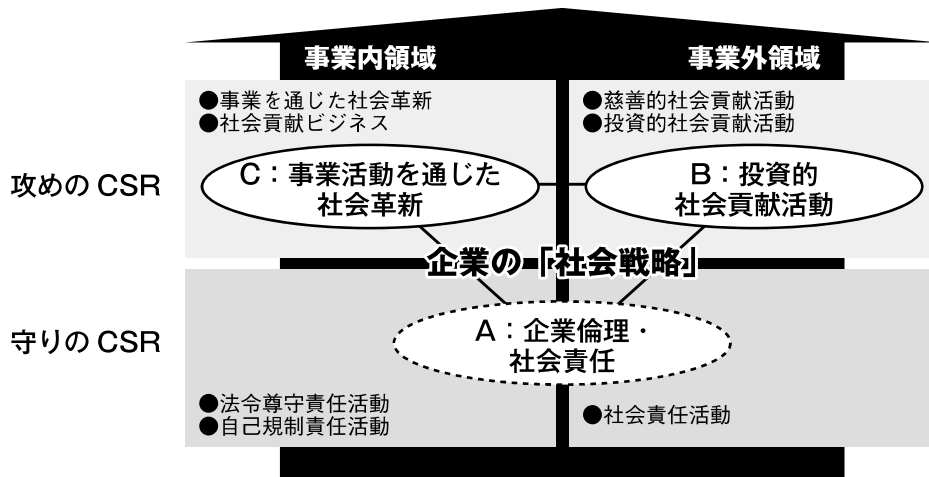 事業内領域
事業外領域
●事業を通じた社会革新
●社会貢献ビジネス
●慈善的社会貢献活動
●投資的社会貢献活動
攻めのCSR
C：事業活動を通じた
社会革新
B：投資的
社会貢献活動
企業の「社会戦略」
守りのCSR
A：企業倫理・
社会責任
●法令尊守責任活動
●自己規制責任活動
●社会責任活動